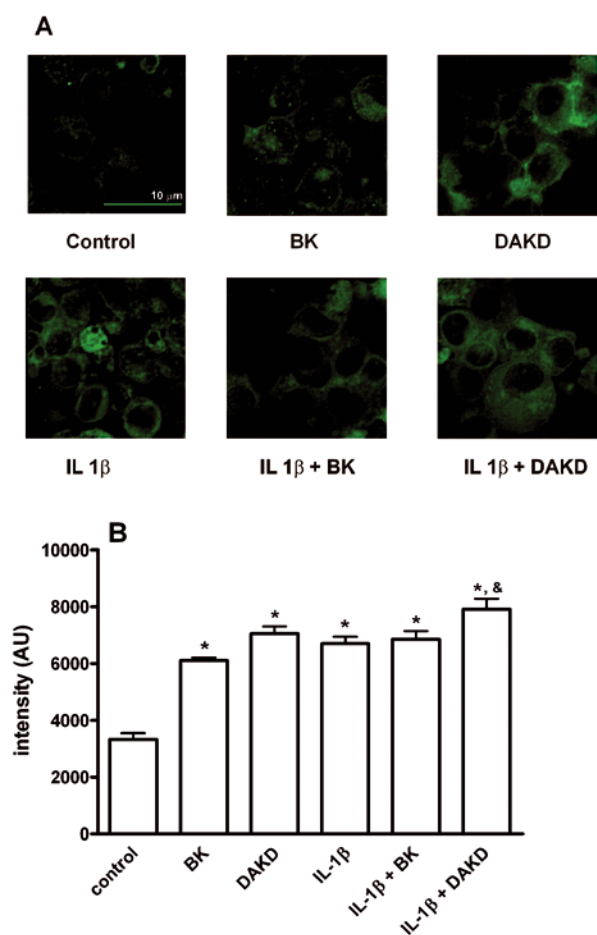 A
10 μm
Control BK DAKD
IL 1β IL 1β + BK IL 1β + DAKD
B
10000
8000
6000
4000
2000
0
intensity (AU)
* * * * *, &
control BK DAKD IL-1β IL-1β + BK IL-1β + DAKD